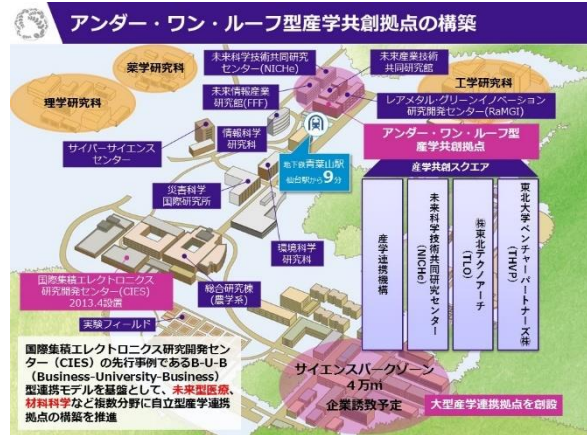 アンダー・ワン・ルーフ型産学共創拠点の構築
薬学研究科
理学研究科
工学研究科
未来科学技術共同研究
センター(NICHe)
未来産業技術
共同研究館
未来情報産業
研究館(FFF)
レアメタル・グリーンイノベーション
研究開発センター(RaMGI)
情報科学
研究科
サイバーサイエンス
センター
アンダー・ワン・ルーフ型
産学共創拠点
地下鉄青葉山駅
仙台駅から9分
産学共創スクエア
災害科学
国際研究所
環境科学
研究科
産学連携機構
未来科学技術共同研究センター
(NICHe)
㈱東北テクノアーチ
(TLO)
東北大学ベンチャーパートナーズ㈱
(THVP)
国際集積エレクトロニクス
研究開発センター(CIES)
2013.4設置
総合研究棟
(農学系)
実験フィールド
国際集積エレクトロニクス研究開発セン
ター（CIES）の先行事例であるB-U-B
（Business-University-Business）
型連携モデルを基盤として、未来型医療、
材料科学など複数分野に自立型産学連携
拠点の構築を推進
サイエンスパークゾーン
4万㎡
企業誘致予定
大型産学連携拠点を創設